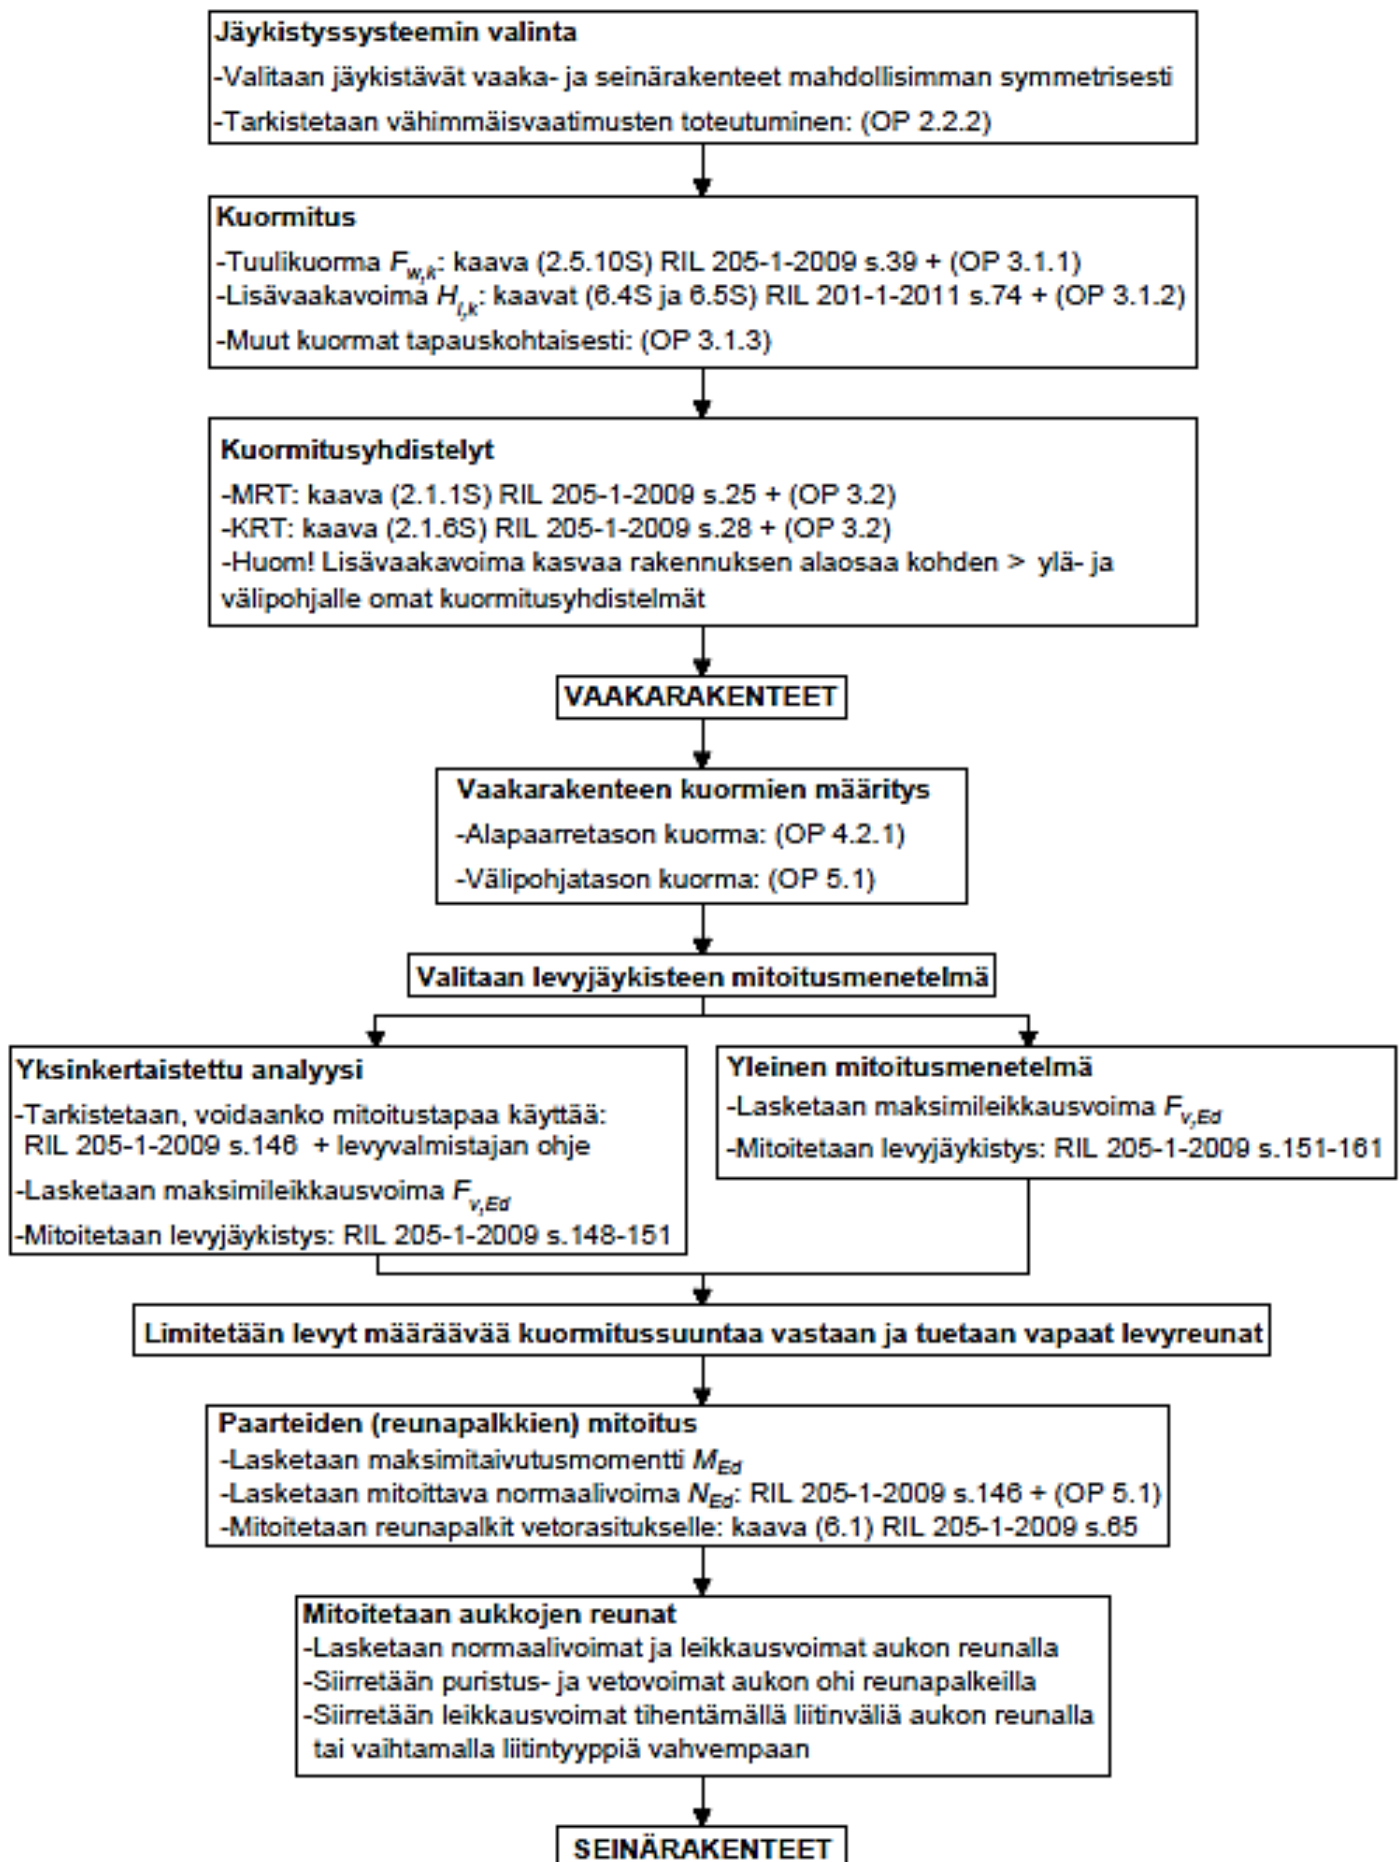 Jäykistyssysteemin valinta
-Valitaan jäykistävät vaaka- ja seinärakenteet mahdollisimman symmetrisesti
-Tarkistetaan vähimmäisvaatimusten toteutuminen: (OP 2.2.2)
Kuormitus
-Tuulikuorma F_w,k: kaava (2.5.10S) RIL 205-1-2009 s.39 + (OP 3.1.1)
-Lisävaakavoima H_i,k: kaavat (6.4S ja 6.5S) RIL 201-1-2011 s.74 + (OP 3.1.2)
-Muut kuormat tapauskohtaisesti: (OP 3.1.3)
Kuormitusyhdistelyt
-MRT: kaava (2.1.1S) RIL 205-1-2009 s.25 + (OP 3.2)
-KRT: kaava (2.1.6S) RIL 205-1-2009 s.28 + (OP 3.2)
-Huom! Lisävaakavoima kasvaa rakennuksen alaosaa kohden > ylä- ja
välipohjalle omat kuormitusyhdistelmät
VAAKARAKENTEET
Vaakarakenteen kuormien määritys
-Alapaarretason kuorma: (OP 4.2.1)
-Välipohjatason kuorma: (OP 5.1)
Valitaan levyjäykisteen mitoitusmenetelmä
Yksinkertaistettu analyysi
-Tarkistetaan, voidaanko mitoitustapaa käyttää:
RIL 205-1-2009 s.146 + levyvalmistajan ohje
-Lasketaan maksimileikkausvoima F_v,Ed
-Mitoitetaan levyjäykistys: RIL 205-1-2009 s.148-151
Yleinen mitoitusmenetelmä
-Lasketaan maksimileikkausvoima F_v,Ed
-Mitoitetaan levyjäykistys: RIL 205-1-2009 s.151-161
Limitetään levyt määräävää kuormitussuuntaa vastaan ja tuetaan vapaat levyreunat
Paarteiden (reunapalkkien) mitoitus
-Lasketaan maksimitaivutusmomentti M_Ed
-Lasketaan mitoittava normaalivoima N_Ed: RIL 205-1-2009 s.146 + (OP 5.1)
-Mitoitetaan reunapalkit vetorasitukselle: kaava (6.1) RIL 205-1-2009 s.65
Mitoitetaan aukkojen reunat
-Lasketaan normaalivoimat ja leikkausvoimat aukon reunalla
-Siirretään puristus- ja vetovoimat aukon ohi reunapalkeilla
-Siirretään leikkausvoimat tihentämällä liitinväliä aukon reunalla
tai vaihtamalla liitintyyppiä vahvempaan
SEINÄRAKENTEET